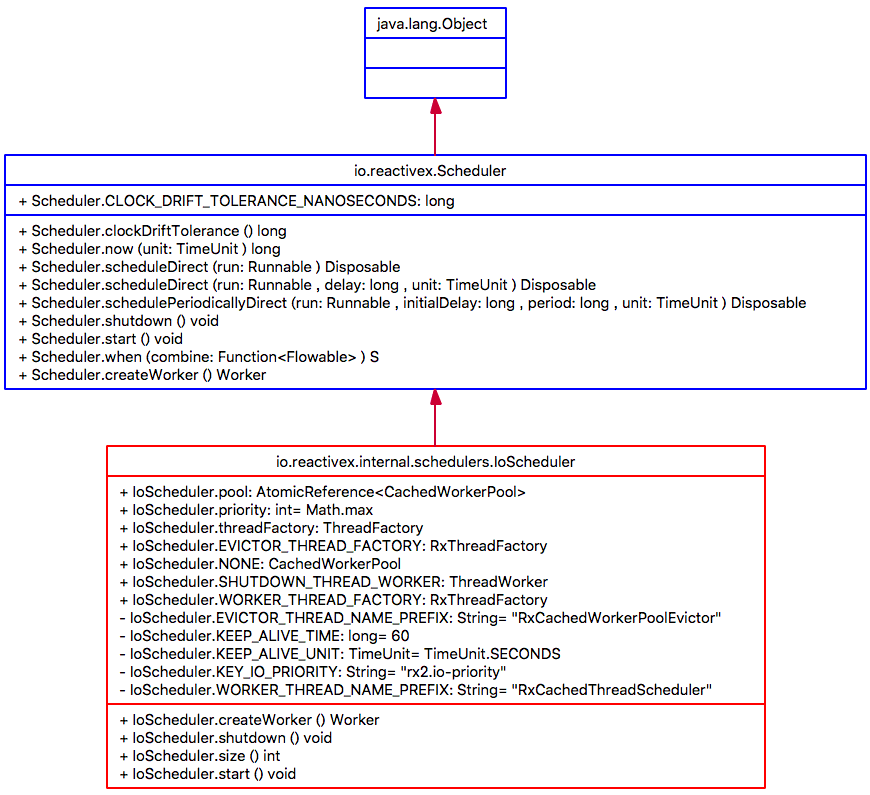 java.lang.Object
io.reactivex.Scheduler
+ Scheduler.CLOCK_DRIFT_TOLERANCE_NANOSECONDS: long
+ Scheduler.clockDriftTolerance () long
+ Scheduler.now (unit: TimeUnit ) long
+ Scheduler.scheduleDirect (run: Runnable ) Disposable
+ Scheduler.scheduleDirect (run: Runnable , delay: long , unit: TimeUnit ) Disposable
+ Scheduler.schedulePeriodicallyDirect (run: Runnable , initialDelay: long , period: long , unit: TimeUnit ) Disposable
+ Scheduler.shutdown () void
+ Scheduler.start () void
+ Scheduler.when (combine: Function<Flowable> ) S
+ Scheduler.createWorker () Worker
io.reactivex.internal.schedulers.IoScheduler
+ IoScheduler.pool: AtomicReference<CachedWorkerPool>
+ IoScheduler.priority: int= Math.max
+ IoScheduler.threadFactory: ThreadFactory
+ IoScheduler.EVICTOR_THREAD_FACTORY: RxThreadFactory
+ IoScheduler.NONE: CachedWorkerPool
+ IoScheduler.SHUTDOWN_THREAD_WORKER: ThreadWorker
+ IoScheduler.WORKER_THREAD_FACTORY: RxThreadFactory
- IoScheduler.EVICTOR_THREAD_NAME_PREFIX: String= "RxCachedWorkerPoolEvictor"
- IoScheduler.KEEP_ALIVE_TIME: long= 60
- IoScheduler.KEEP_ALIVE_UNIT: TimeUnit= TimeUnit.SECONDS
- IoScheduler.KEY_IO_PRIORITY: String= "rx2.io-priority"
- IoScheduler.WORKER_THREAD_NAME_PREFIX: String= "RxCachedThreadScheduler"
+ IoScheduler.createWorker () Worker
+ IoScheduler.shutdown () void
+ IoScheduler.size () int
+ IoScheduler.start () void